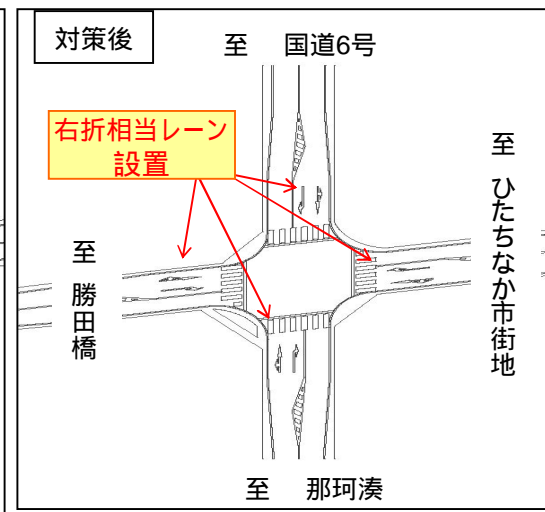 対策後
至 国道6号
右折相当レーン
設置
至 ひたちなか市街地
至 勝田橋
至 那珂湊